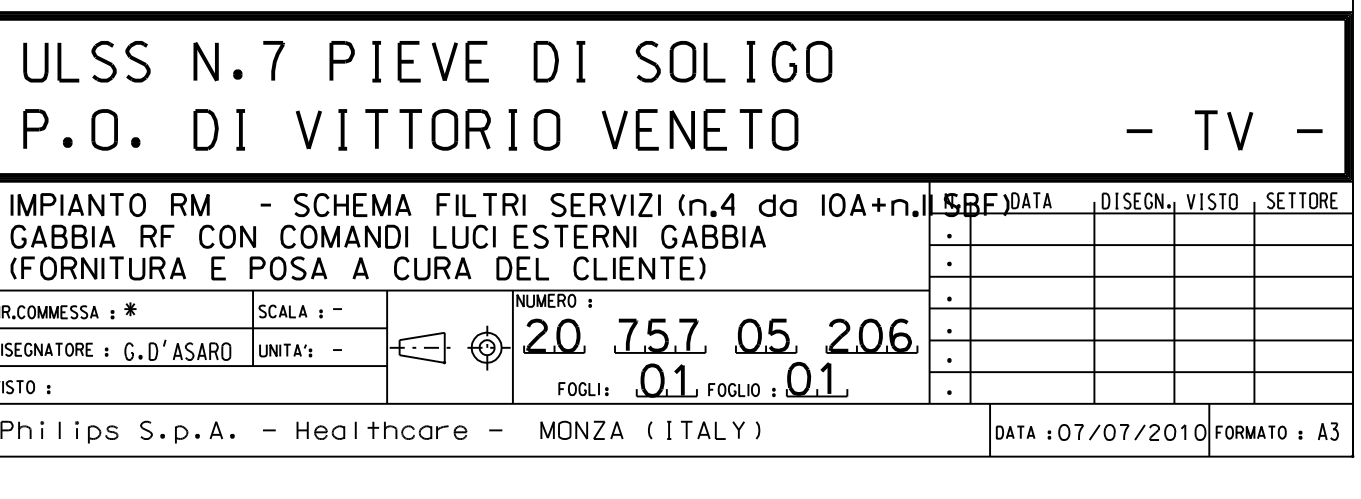 ULSS N.7 PIEVE DI SOLIGO
P.O. DI VITTORIO VENETO - TV -
IMPIANTO RM - SCHEMA FILTRI SERVIZI (n.4 da 10A+n.11 SBF)
GABBIA RF CON COMANDI LUCI ESTERNI GABBIA
(FORNITURA E POSA A CURA DEL CLIENTE)
N. DATA DISEGN. VISTO SETTORE
R.COMMESSA : * SCALA : -
ISEGNATORE : G.D'ASARO UNITA': -
ISTO :
NUMERO :
20 757 05 206
FOGLI: 01 FOGLIO : 01
Philips S.p.A. - Healthcare - MONZA (ITALY)
DATA : 07/07/2010 FORMATO : A3